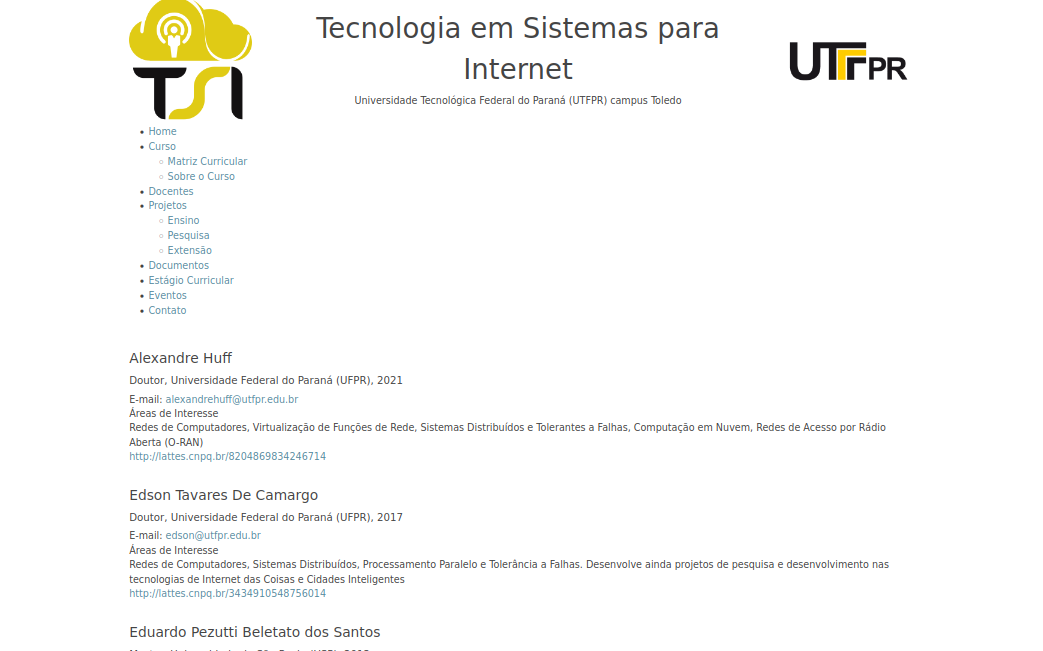 TSI
Tecnologia em Sistemas para
Internet
Universidade Tecnológica Federal do Paraná (UTFPR) campus Toledo
UTFPR
Home
Curso
Matriz Curricular
Sobre o Curso
Docentes
Projetos
Ensino
Pesquisa
Extensão
Documentos
Estágio Curricular
Eventos
Contato
Alexandre Huff
Doutor, Universidade Federal do Paraná (UFPR), 2021
E-mail: alexandrehuff@utfpr.edu.br
Áreas de Interesse
Redes de Computadores, Virtualização de Funções de Rede, Sistemas Distribuídos e Tolerantes a Falhas, Computação em Nuvem, Redes de Acesso por Rádio
Aberta (O-RAN)
http://lattes.cnpq.br/8204869834246714
Edson Tavares De Camargo
Doutor, Universidade Federal do Paraná (UFPR), 2017
E-mail: edson@utfpr.edu.br
Áreas de Interesse
Redes de Computadores, Sistemas Distribuídos, Processamento Paralelo e Tolerância a Falhas. Desenvolve ainda projetos de pesquisa e desenvolvimento nas
tecnologias de Internet das Coisas e Cidades Inteligentes
http://lattes.cnpq.br/3434910548756014
Eduardo Pezutti Beletato dos Santos